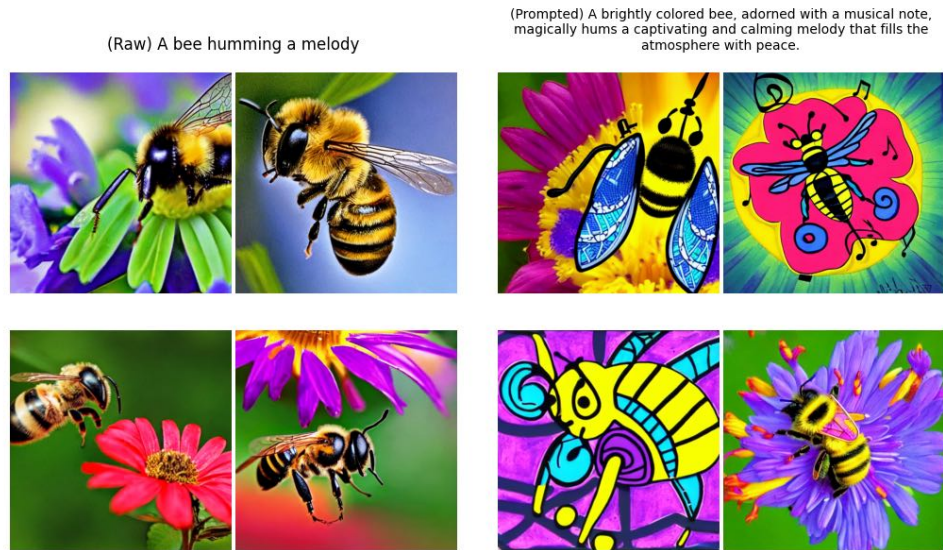 (Raw) A bee humming a melody
(Prompted) A brightly colored bee, adorned with a musical note,
magically hums a captivating and calming melody that fills the
atmosphere with peace.